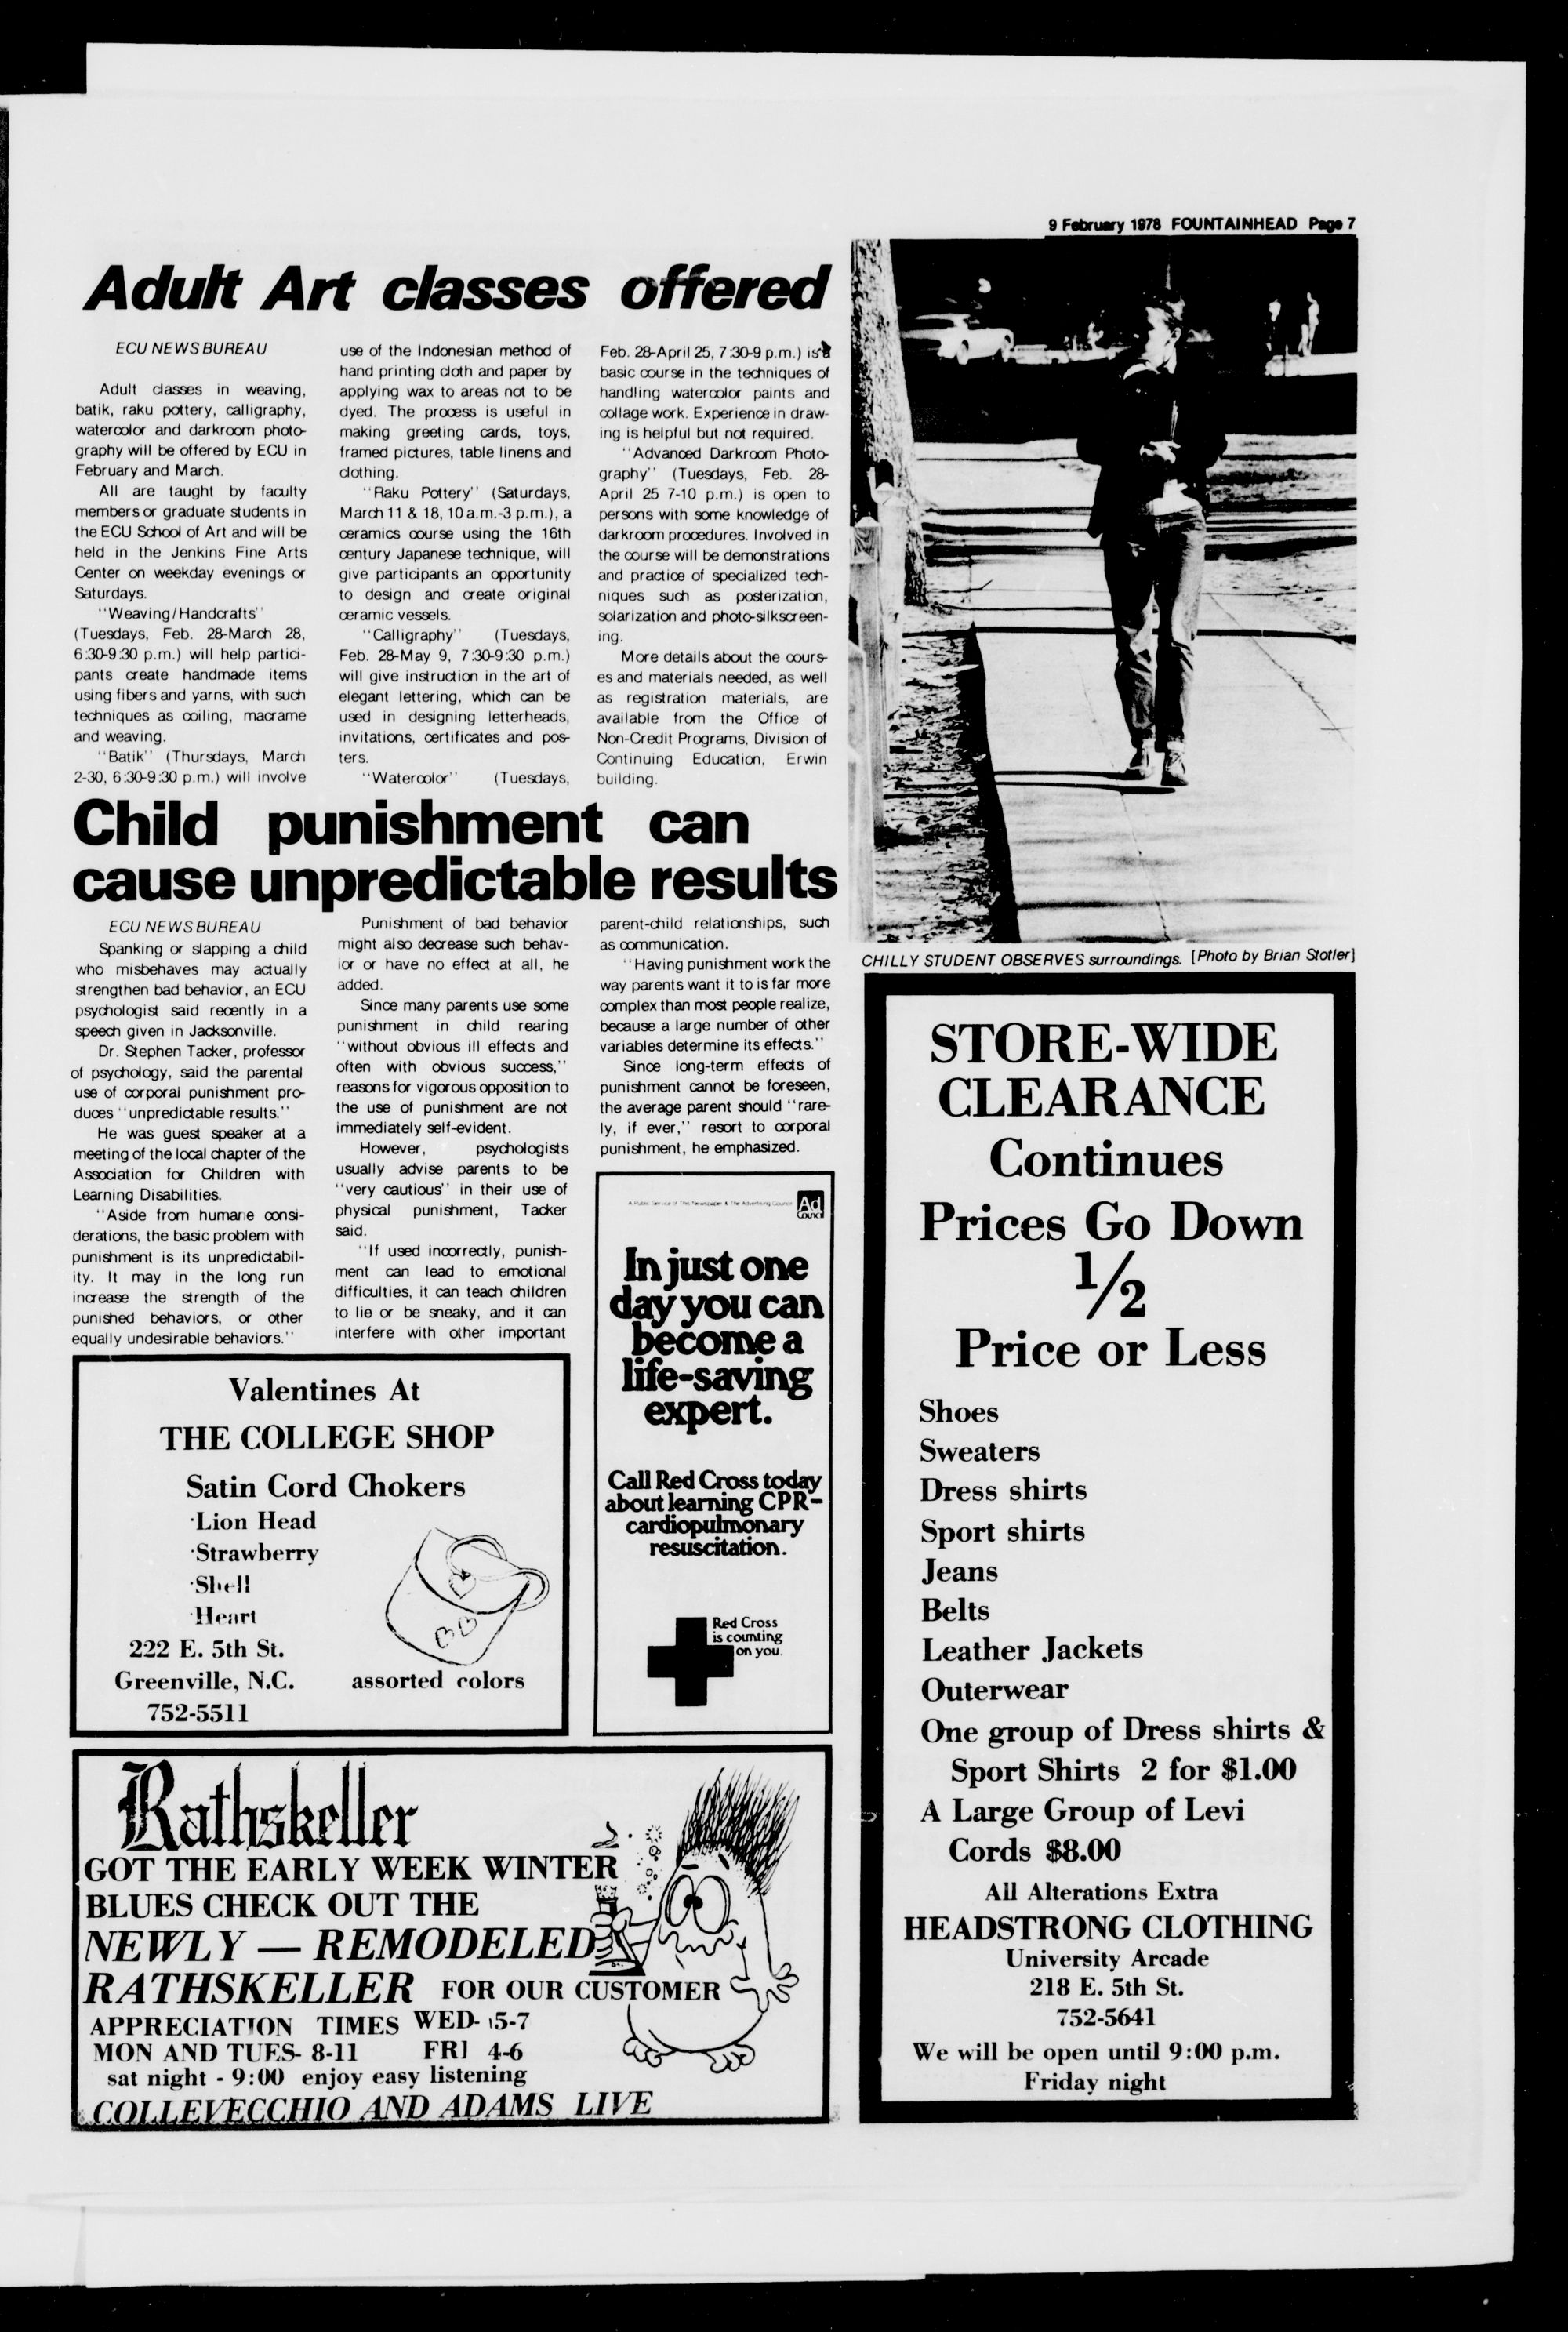 9 February 1978 FOUNTAINHEAD Page 7
Adult Art classes offered
ECU NEWS BUREAU
Adult classes in weaving,
batik, raku pottery, calligraphy,
watercolor and darkroom photo-
graphy will be offered by ECU in
February and March.
All are taught by faculty
members or graduate students in
the ECU School of Art and will be
held in the Jenkins Fine Arts
Center on weekday evenings or
Saturdays.
"Weaving/Handcrafts"
(Tuesdays, Feb. 28-March 28,
6:30-9:30 p.m.) will help partici-
pants create handmade items
using fibers and yarns, with such
techniques as coiling, macrame
and weaving.
"Batik" (Thursdays, March
2-30, 6:30-9:30 p.m.) will involve
use of the Indonesian method of
hand printing cloth and paper by
applying wax to areas not to be
dyed. The process is useful in
making greeting cards, toys,
framed pictures, table linens and
clothing.
"Raku Pottery" (Saturdays,
March 11 & 18, 10 a.m.-3 p.m.), a
ceramics course using the 16th
century Japanese technique, will
give participants an opportunity
to design and create original
ceramic vessels.
"Calligraphy" (Tuesdays,
Feb. 28-May 9, 7:30-9:30 p.m.)
will give instruction in the art of
elegant lettering, which can be
used in designing letterheads,
invitations, certificates and pos-
ters.
"Watercolor" (Tuesdays,
Feb. 28-April 25, 7:30-9 p.m.) is a
basic course in the techniques of
handling watercolor paints and
collage work. Experience in draw-
ing is helpful but not required.
"Advanced Darkroom Photo-
graphy" (Tuesdays, Feb. 28-
April 25 7-10 p.m.) is open to
persons with some knowledge of
darkroom procedures. Involved in
the course will be demonstrations
and practice of specialized tech-
niques such as posterization,
solarization and photo-silkscreen-
ing.
More details about the cours-
es and materials needed, as well
as registration materials, are
available from the Office of
Non-Credit Programs, Division of
Continuing Education, Erwin
building.
CHILLY STUDENT OBSERVES surroundings. [Photo by Brian Stotler]
Child punishment can
cause unpredictable results
ECU NEWS BUREAU
Spanking or slapping a child
who misbehaves may actually
strengthen bad behavior, an ECU
psychologist said recently in a
speech given in Jacksonville.
Dr. Stephen Tacker, professor
of psychology, said the parental
use of corporal punishment pro-
duces "unpredictable results."
He was guest speaker at a
meeting of the local chapter of the
Association for Children with
Learning Disabilities.
"Aside from humane consi-
derations, the basic problem with
punishment is its unpredictabil-
ity. It may in the long run
increase the strength of the
punished behaviors, or other
equally undesirable behaviors."
Punishment of bad behavior
might also decrease such behav-
ior or have no effect at all, he
added.
Since many parents use some
punishment in child rearing
"without obvious ill effects and
often with obvious success,"
reasons for vigorous opposition to
the use of punishment are not
immediately self-evident.
However, psychologists
usually advise parents to be
"very cautious" in their use of
physical punishment, Tacker
said.
"If used incorrectly, punish-
ment can lead to emotional
difficulties, it can teach children
to lie or be sneaky, and it can
interfere with other important
parent-child relationships, such
as communication.
"Having punishment work the
way parents want it to is far more
complex than most people realize,
because a large number of other
variables determine its effects."
Since long-term effects of
punishment cannot be foreseen,
the average parent should "rare-
ly, if ever," resort to corporal
punishment, he emphasized.
A Public Service of This Newspaper & The Advertising Council
Ad
Council
In just one
day you can
become a
life-saving
expert.
Call Red Cross today
about learning CPR–
cardiopulmonary
resuscitation.
Red Cross
is counting
on you.
Valentines At
THE COLLEGE SHOP
Satin Cord Chokers
·Lion Head
·Strawberry
·Shell
·Heart
222 E. 5th St.
Greenville, N.C.
752-5511
assorted colors
Rathskeller
GOT THE EARLY WEEK WINTER
BLUES CHECK OUT THE
NEWLY — REMODELED
RATHSKELLER FOR OUR CUSTOMER
APPRECIATION TIMES WED- 5-7
MON AND TUES- 8-11 FRI 4-6
sat night - 9:00 enjoy easy listening
COLLEVECCHIO AND ADAMS LIVE
STORE-WIDE
CLEARANCE
Continues
Prices Go Down
1/2
Price or Less
Shoes
Sweaters
Dress shirts
Sport shirts
Jeans
Belts
Leather Jackets
Outerwear
One group of Dress shirts &
Sport Shirts 2 for $1.00
A Large Group of Levi
Cords $8.00
All Alterations Extra
HEADSTRONG CLOTHING
University Arcade
218 E. 5th St.
752-5641
We will be open until 9:00 p.m.
Friday night